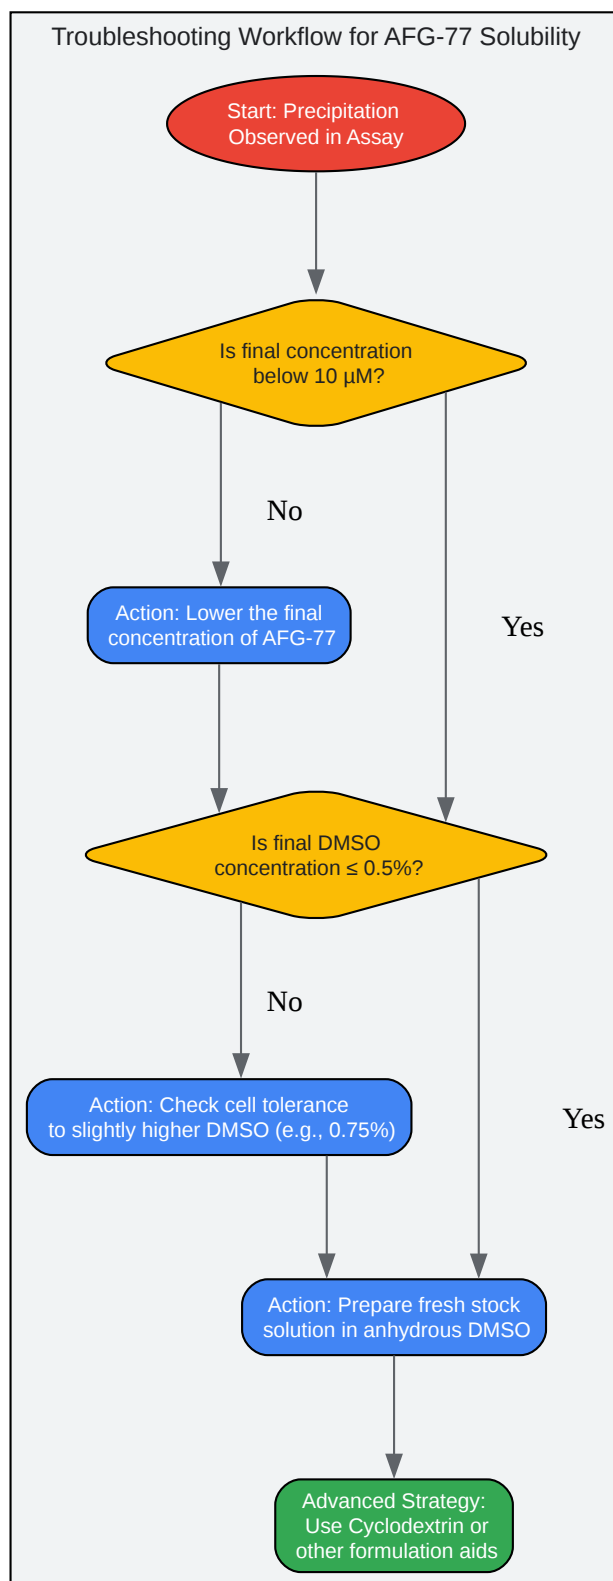 Troubleshooting Workflow for AFG-77 Solubility
Start: Precipitation
Observed in Assay
Is final concentration
below 10 µM?
No
Yes
Action: Lower the final
concentration of AFG-77
Is final DMSO
concentration ≤ 0.5%?
No
Yes
Action: Check cell tolerance
to slightly higher DMSO (e.g., 0.75%)
Action: Prepare fresh stock
solution in anhydrous DMSO
Advanced Strategy:
Use Cyclodextrin or
other formulation aids